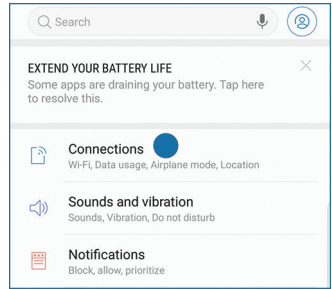 Search
EXTEND YOUR BATTERY LIFE
Some apps are draining your battery. Tap here
to resolve this.
Connections
Wi-Fi, Data usage, Airplane mode, Location
Sounds and vibration
Sounds, Vibration, Do not disturb
Notifications
Block, allow, prioritize